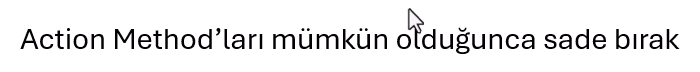 Action Method’ları mümkün olduğunca sade bırak